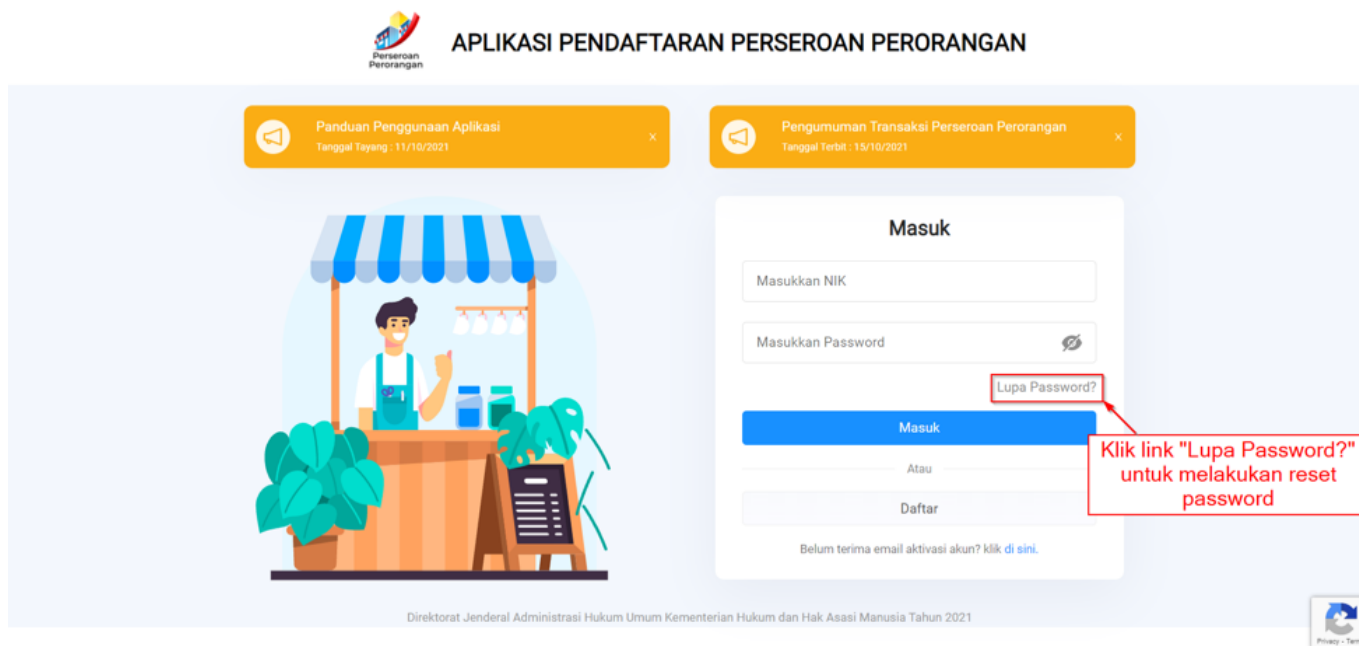 Perseroan
Perorangan
APLIKASI PENDAFTARAN PERSEROAN PERORANGAN
Panduan Penggunaan Aplikasi
Tanggal Tayang : 11/10/2021
Pengumuman Transaksi Perseroan Perorangan
Tanggal Terbit : 15/10/2021
Masuk
Masukkan NIK
Masukkan Password
Lupa Password?
Masuk
Klik link "Lupa Password?"
untuk melakukan reset
password
Atau
Daftar
Belum terima email aktivasi akun? klik di sini.
Direktorat Jenderal Administrasi Hukum Umum Kementerian Hukum dan Hak Asasi Manusia Tahun 2021
Privacy - Ter